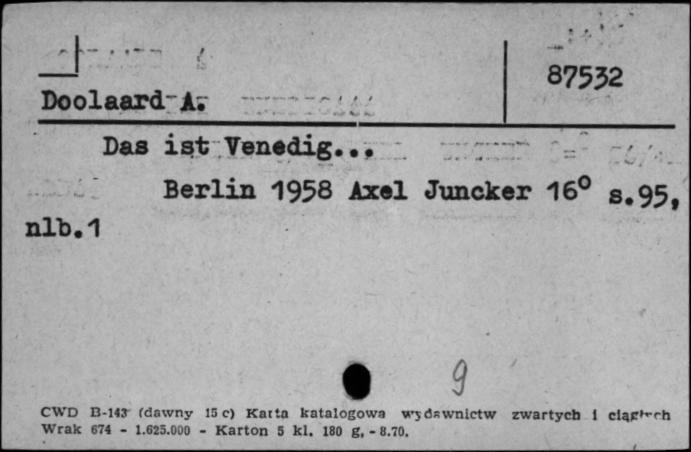 87532
Doolaard A.
Das ist Venedig...
Berlin 1958 Axel Juncker 16° s.95,
nlb.1
9
CWD B-143 (dawny 15 c) Karta katalogowa wydawnictw zwartych i ciągłych
Wrak 674 - 1.625.000 - Karton 5 kl. 180 g. - 8.70.